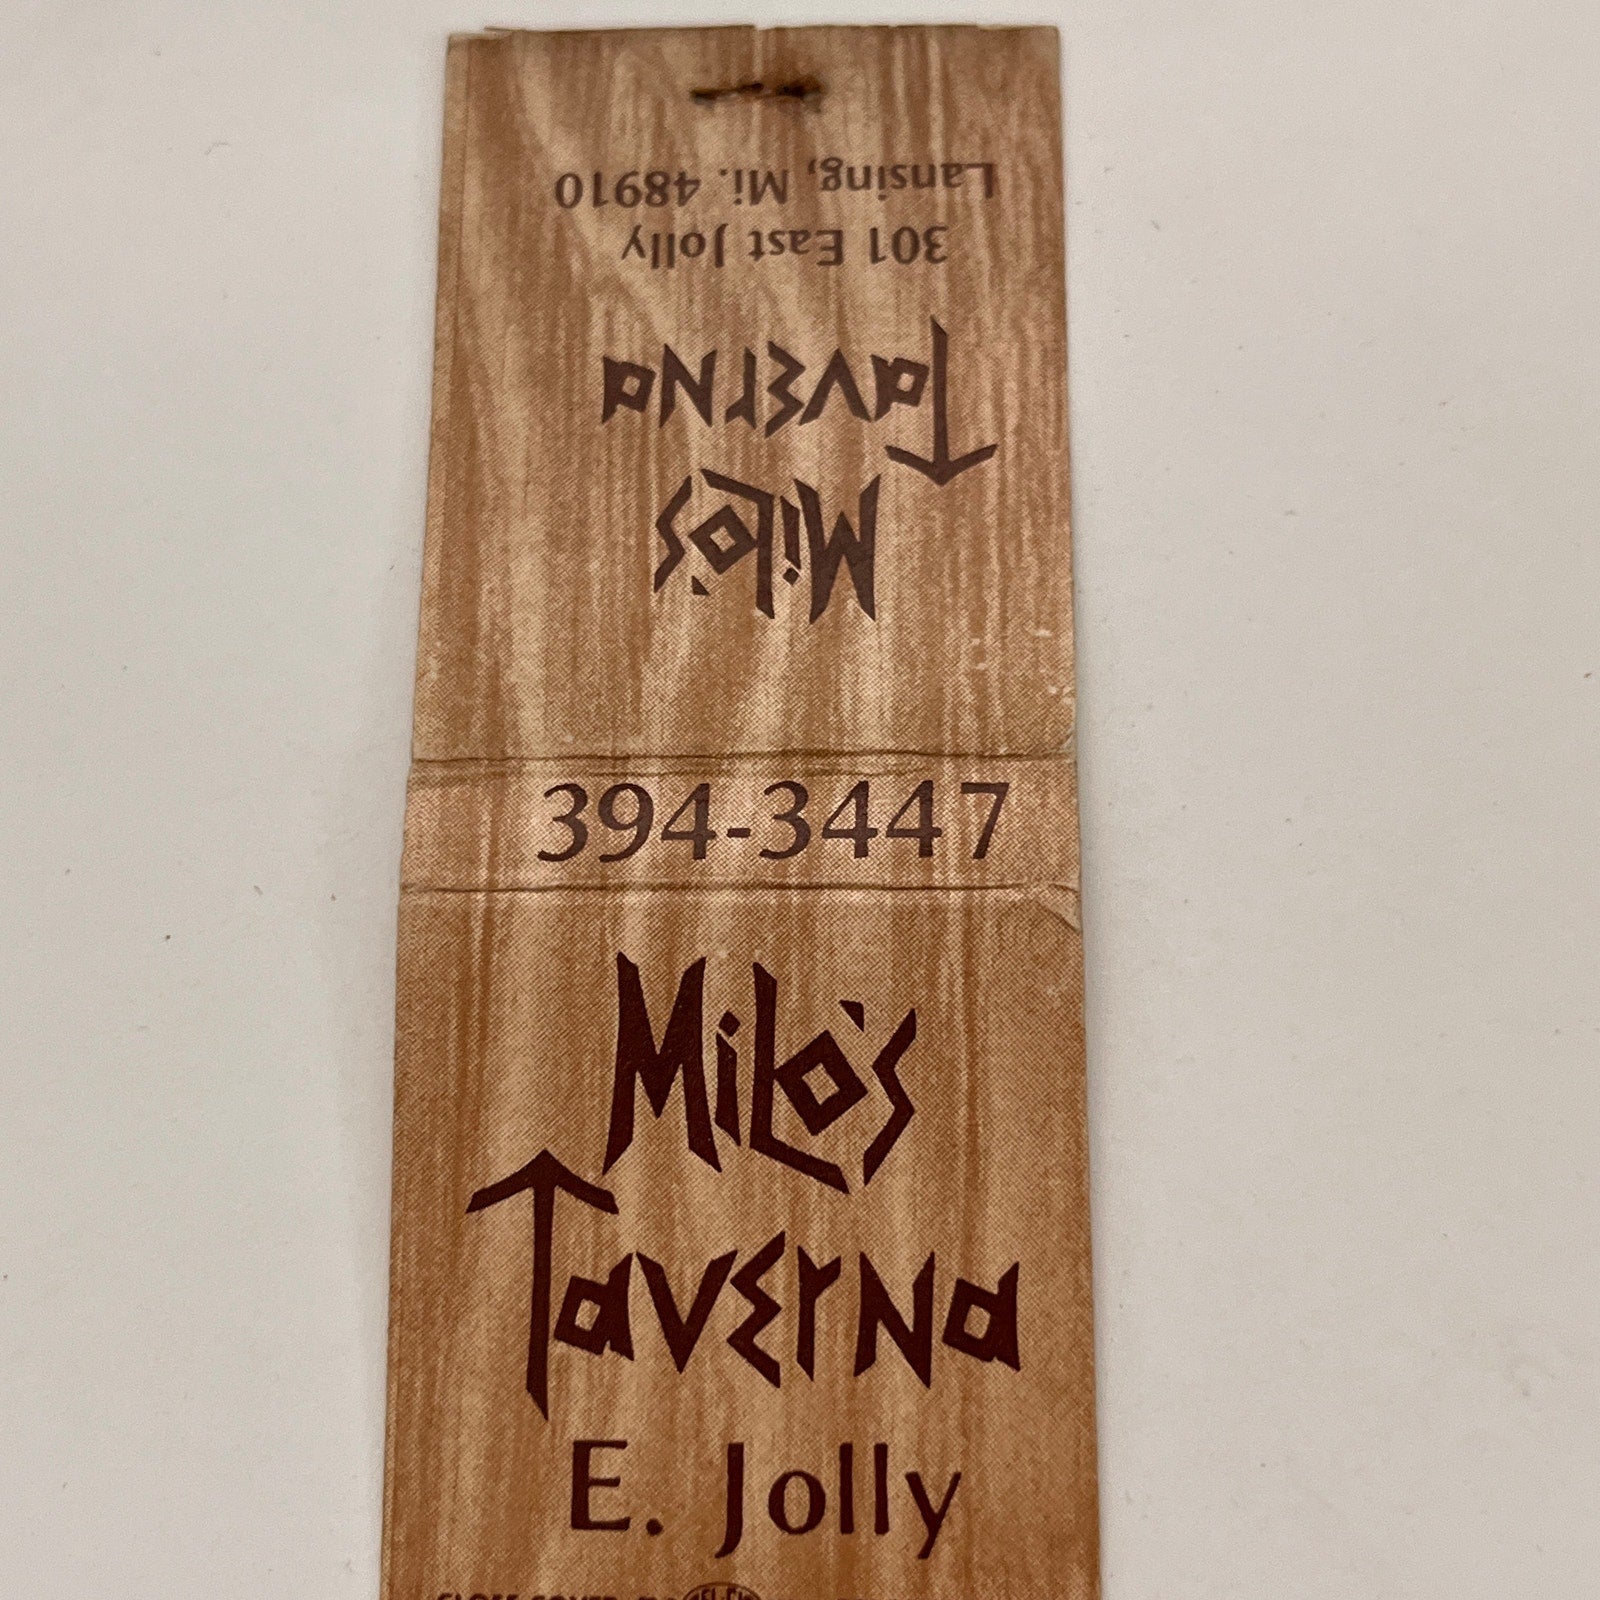 Milo's
Taverna
301 East Jolly
Lansing, Mi. 48910
394-3447
Milo's
Taverna
E. Jolly